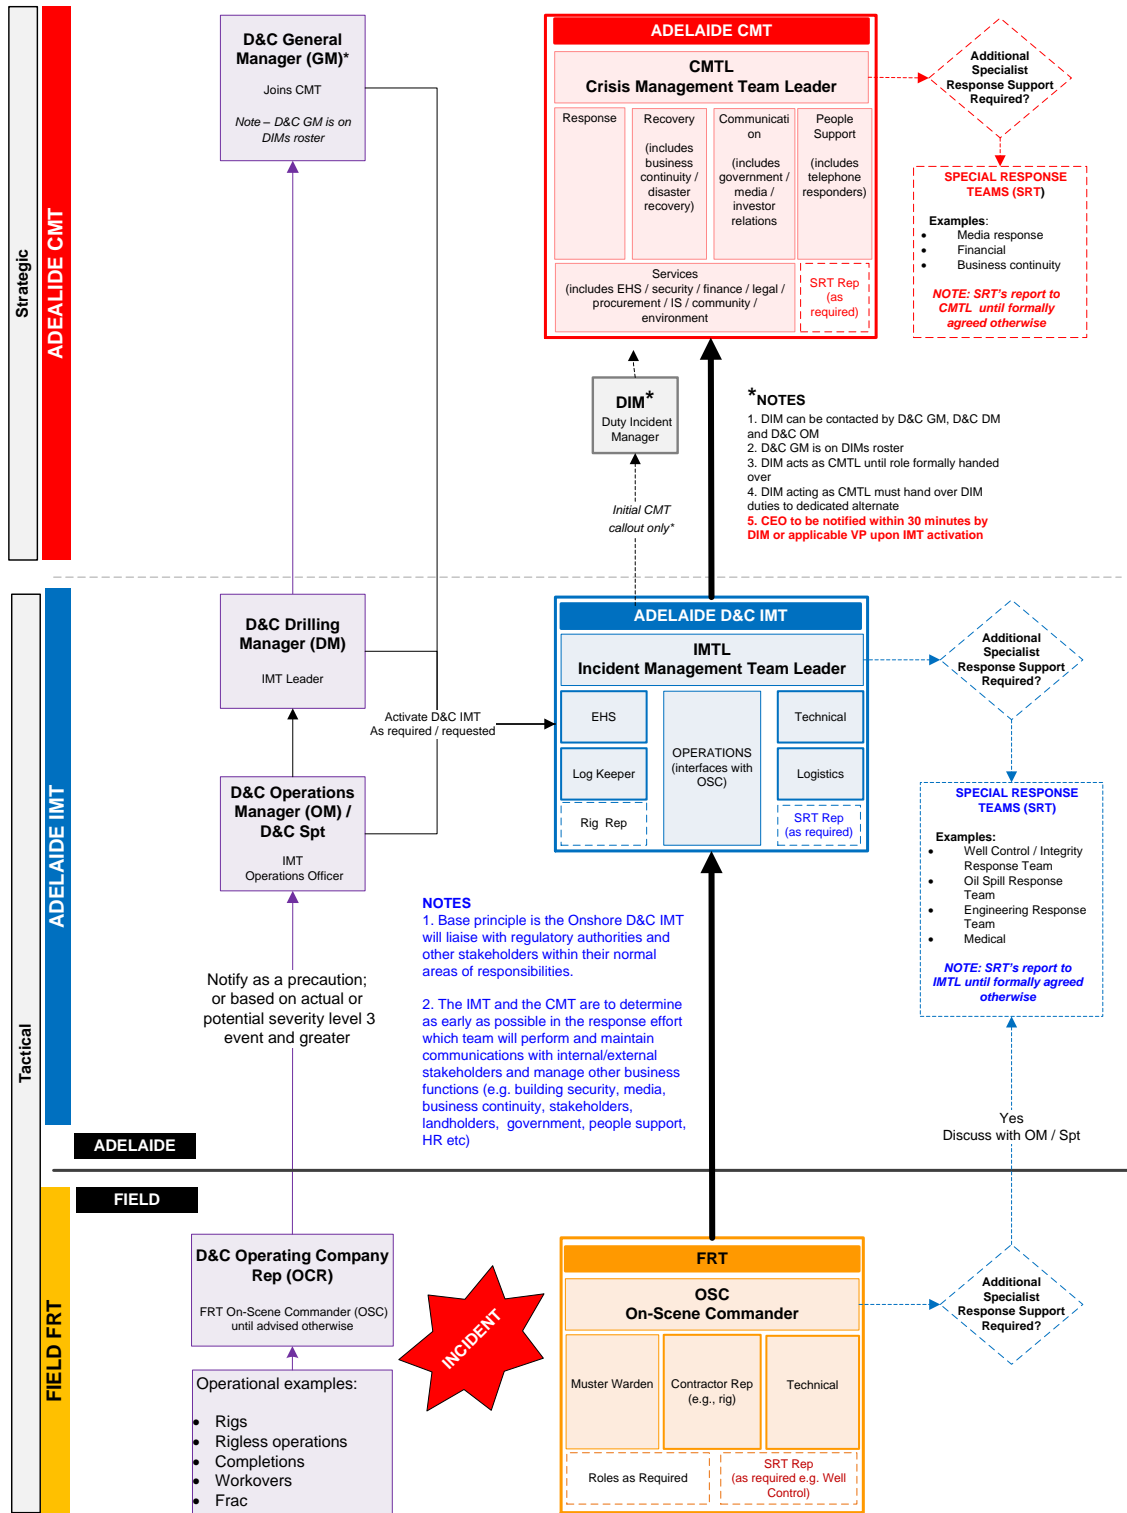 Strategic
ADEALIDE CMT
D&C General
Manager (GM)*
Joins CMT
Note – D&C GM is on
DIMs roster
ADELAIDE CMT
CMTL
Crisis Management Team Leader
Response
Recovery
(includes
business
continuity /
disaster
recovery)
Communicati
on
(includes
government /
media /
investor
relations
People
Support
(includes
telephone
responders)
Services
(includes EHS / security / finance / legal /
procurement / IS / community /
environment
SRT Rep
(as
required)
Additional
Specialist
Response Support
Required?
SPECIAL RESPONSE
TEAMS (SRT)
Examples:
• Media response
• Financial
• Business continuity
NOTE: SRT's report to
CMTL until formally
agreed otherwise
DIM*
Duty Incident
Manager
Initial CMT
callout only*
*NOTES
1. DIM can be contacted by D&C GM, D&C DM
and D&C OM
2. D&C GM is on DIMs roster
3. DIM acts as CMTL until role formally handed
over
4. DIM acting as CMTL must hand over DIM
duties to dedicated alternate
5. CEO to be notified within 30 minutes by
DIM or applicable VP upon IMT activation
Tactical
ADELAIDE IMT
D&C Drilling
Manager (DM)
IMT Leader
Activate D&C IMT
As required / requested
D&C Operations
Manager (OM) /
D&C Spt
IMT
Operations Officer
ADELAIDE D&C IMT
IMTL
Incident Management Team Leader
EHS
Log Keeper
Rig Rep
OPERATIONS
(interfaces with
OSC)
Technical
Logistics
SRT Rep
(as required)
Additional
Specialist
Response Support
Required?
SPECIAL RESPONSE
TEAMS (SRT)
Examples:
• Well Control / Integrity
Response Team
• Oil Spill Response
Team
• Engineering Response
Team
• Medical
NOTE: SRT's report to
IMTL until formally agreed
otherwise
Notify as a precaution;
or based on actual or
potential severity level 3
event and greater
NOTES
1. Base principle is the Onshore D&C IMT
will liaise with regulatory authorities and
other stakeholders within their normal
areas of responsibilities.
2. The IMT and the CMT are to determine
as early as possible in the response effort
which team will perform and maintain
communications with internal/external
stakeholders and manage other business
functions (e.g. building security, media,
business continuity, stakeholders,
landholders, government, people support,
HR etc)
Yes
Discuss with OM / Spt
ADELAIDE
FIELD
FIELD FRT
D&C Operating Company
Rep (OCR)
FRT On-Scene Commander (OSC)
until advised otherwise
Operational examples:
• Rigs
• Rigless operations
• Completions
• Workovers
• Frac
INCIDENT
FRT
OSC
On-Scene Commander
Muster Warden
Contractor Rep
(e.g., rig)
Technical
Roles as Required
SRT Rep
(as required e.g. Well
Control)
Additional
Specialist
Response Support
Required?